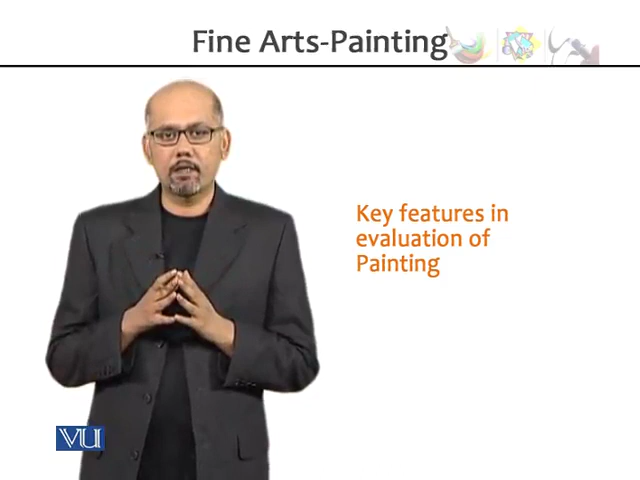 Fine Arts-Painting
Key features in
evaluation of
Painting
VU